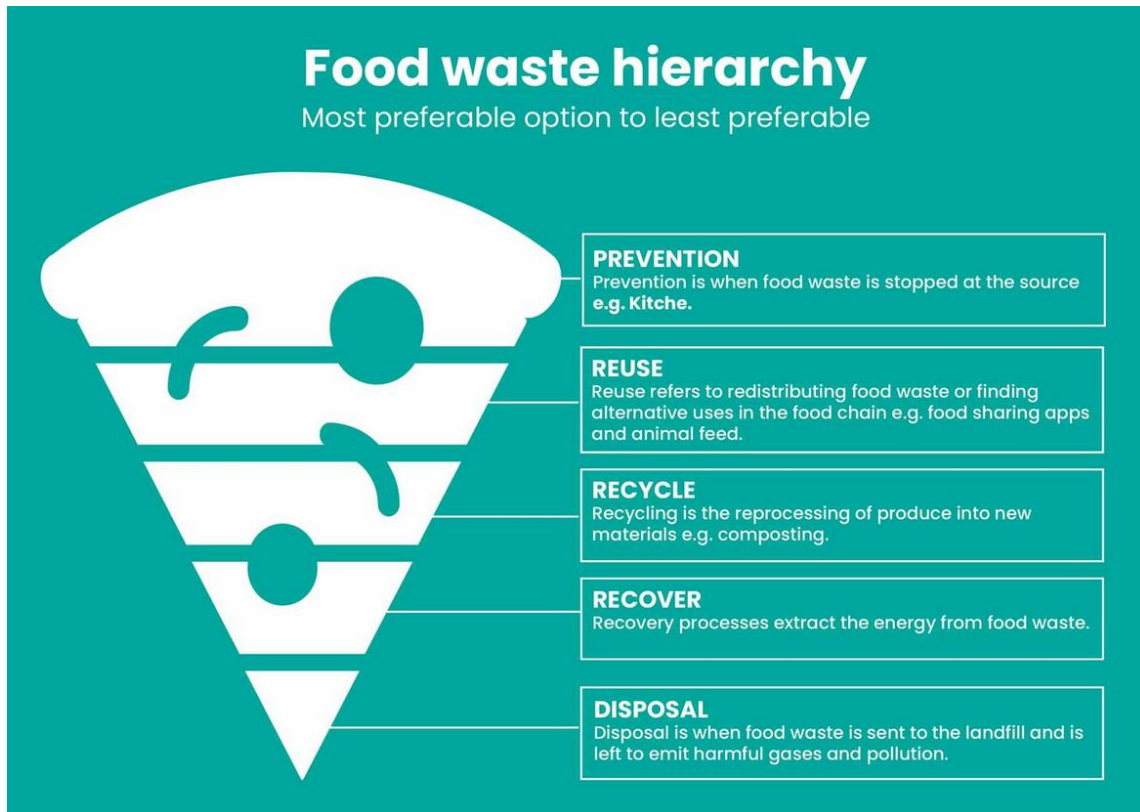 Food waste hierarchy
Most preferable option to least preferable
PREVENTION
Prevention is when food waste is stopped at the source
e.g. Kitche.
REUSE
Reuse refers to redistributing food waste or finding
alternative uses in the food chain e.g. food sharing apps
and animal feed.
RECYCLE
Recycling is the reprocessing of produce into new
materials e.g. composting.
RECOVER
Recovery processes extract the energy from food waste.
DISPOSAL
Disposal is when food waste is sent to the landfill and is
left to emit harmful gases and pollution.